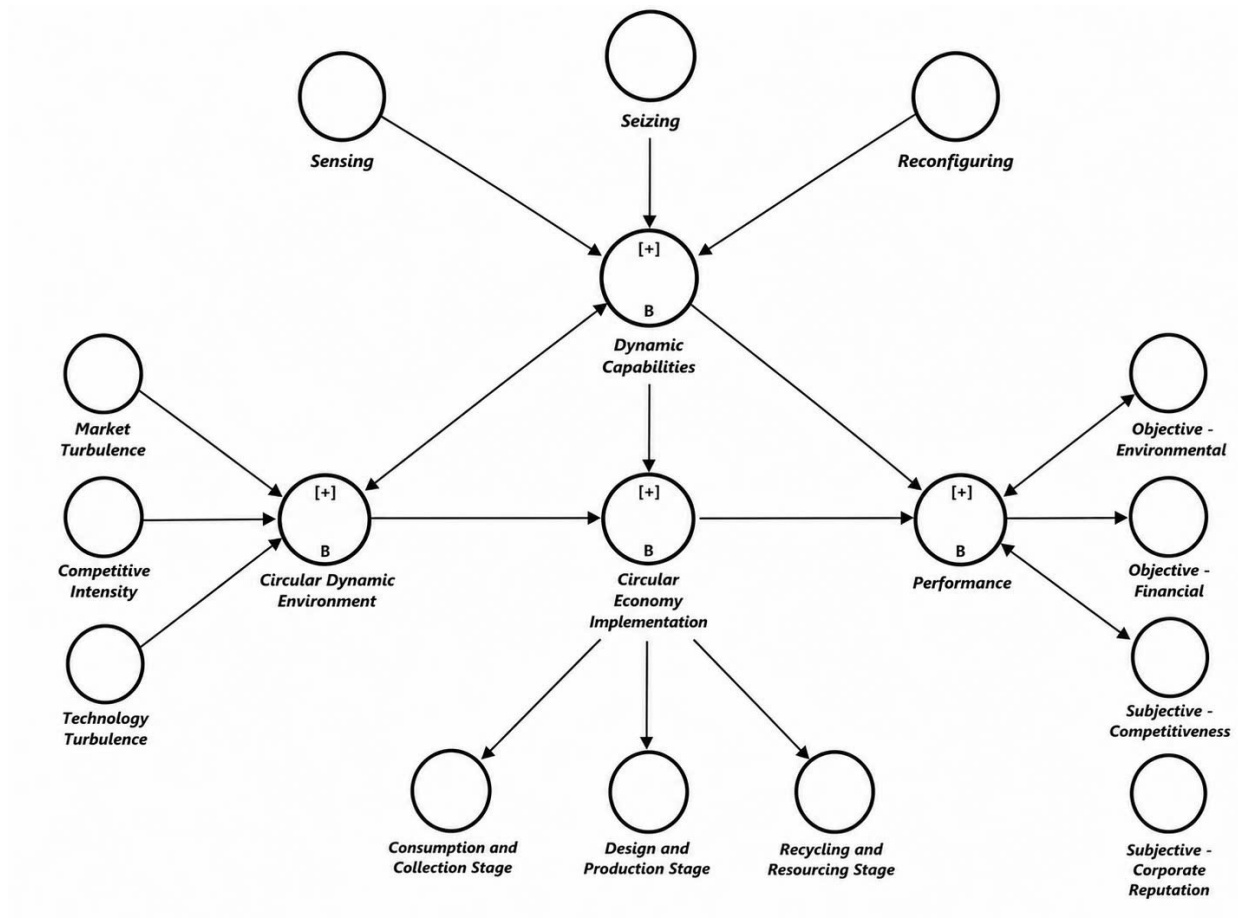 Sensing
Seizing
Reconfiguring
[+]
B
Dynamic
Capabilities
Market
Turbulence
Competitive
Intensity
Technology
Turbulence
[+]
B
Circular Dynamic
Environment
[+]
B
Circular
Economy
Implementation
[+]
B
Performance
Objective -
Environmental
Objective -
Financial
Subjective -
Competitiveness
Subjective -
Corporate
Reputation
Consumption and
Collection Stage
Design and
Production Stage
Recycling and
Resourcing Stage